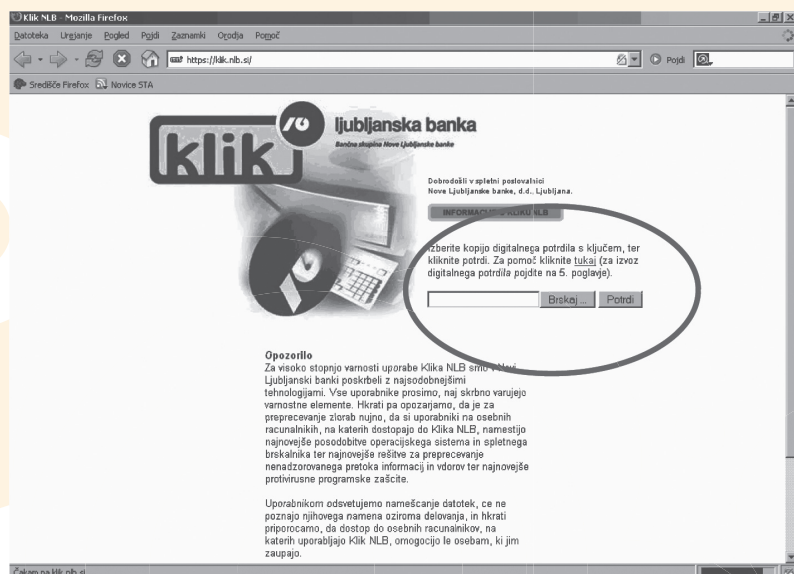 Klik NLB - Mozilla Firefox
Datoteka Urejanje Pogled Pojdi Zaznamki Orodja Pomoč
https://klik.nlb.si/
Pojdi
Središče Firefox Novice STA
klik
ljubljanska banka
Bančna skupina Nove Ljubljanske banke
Dobrodošli v spletni poslovalnici
Nove Ljubljanske banke, d.d., Ljubljana.
INFORMACIJE O KLIKU NLB
Izberite kopijo digitalnega potrdila s ključem, ter
kliknite potrdi. Za pomoč kliknite tukaj (za izvoz
digitalnega potrdila pojdite na 5. poglavje).
Brskaj ... Potrdi
Opozorilo
Za visoko stopnjo varnosti uporabe Klika NLB smo v Novi
Ljubljanski banki poskrbeli z najsodobnejšimi
tehnologijami. Vse uporabnike prosimo, naj skrbno varujejo
varnostne elemente. Hkrati pa opozarjamo, da je za
preprecevanje zlorab nujno, da si uporabniki na osebnih
racunalnikih, na katerih dostopajo do Klika NLB, namestijo
najnovejše posodobitve operacijskega sistema in spletnega
brskalnika ter najnovejše rešitve za preprecevanje
nenadzorovanega pretoka informacij in vdorov ter najnovejše
protivirusne programske zašcite.
Uporabnikom odsvetujemo namešcanje datotek, ce ne
poznajo njihovega namena oziroma delovanja, in hkrati
priporocamo, da dostop do osebnih racunalnikov, na
katerih uporabljajo Klik NLB, omogocijo le osebam, ki jim
zaupajo.
Čakam na klik.nlb.si